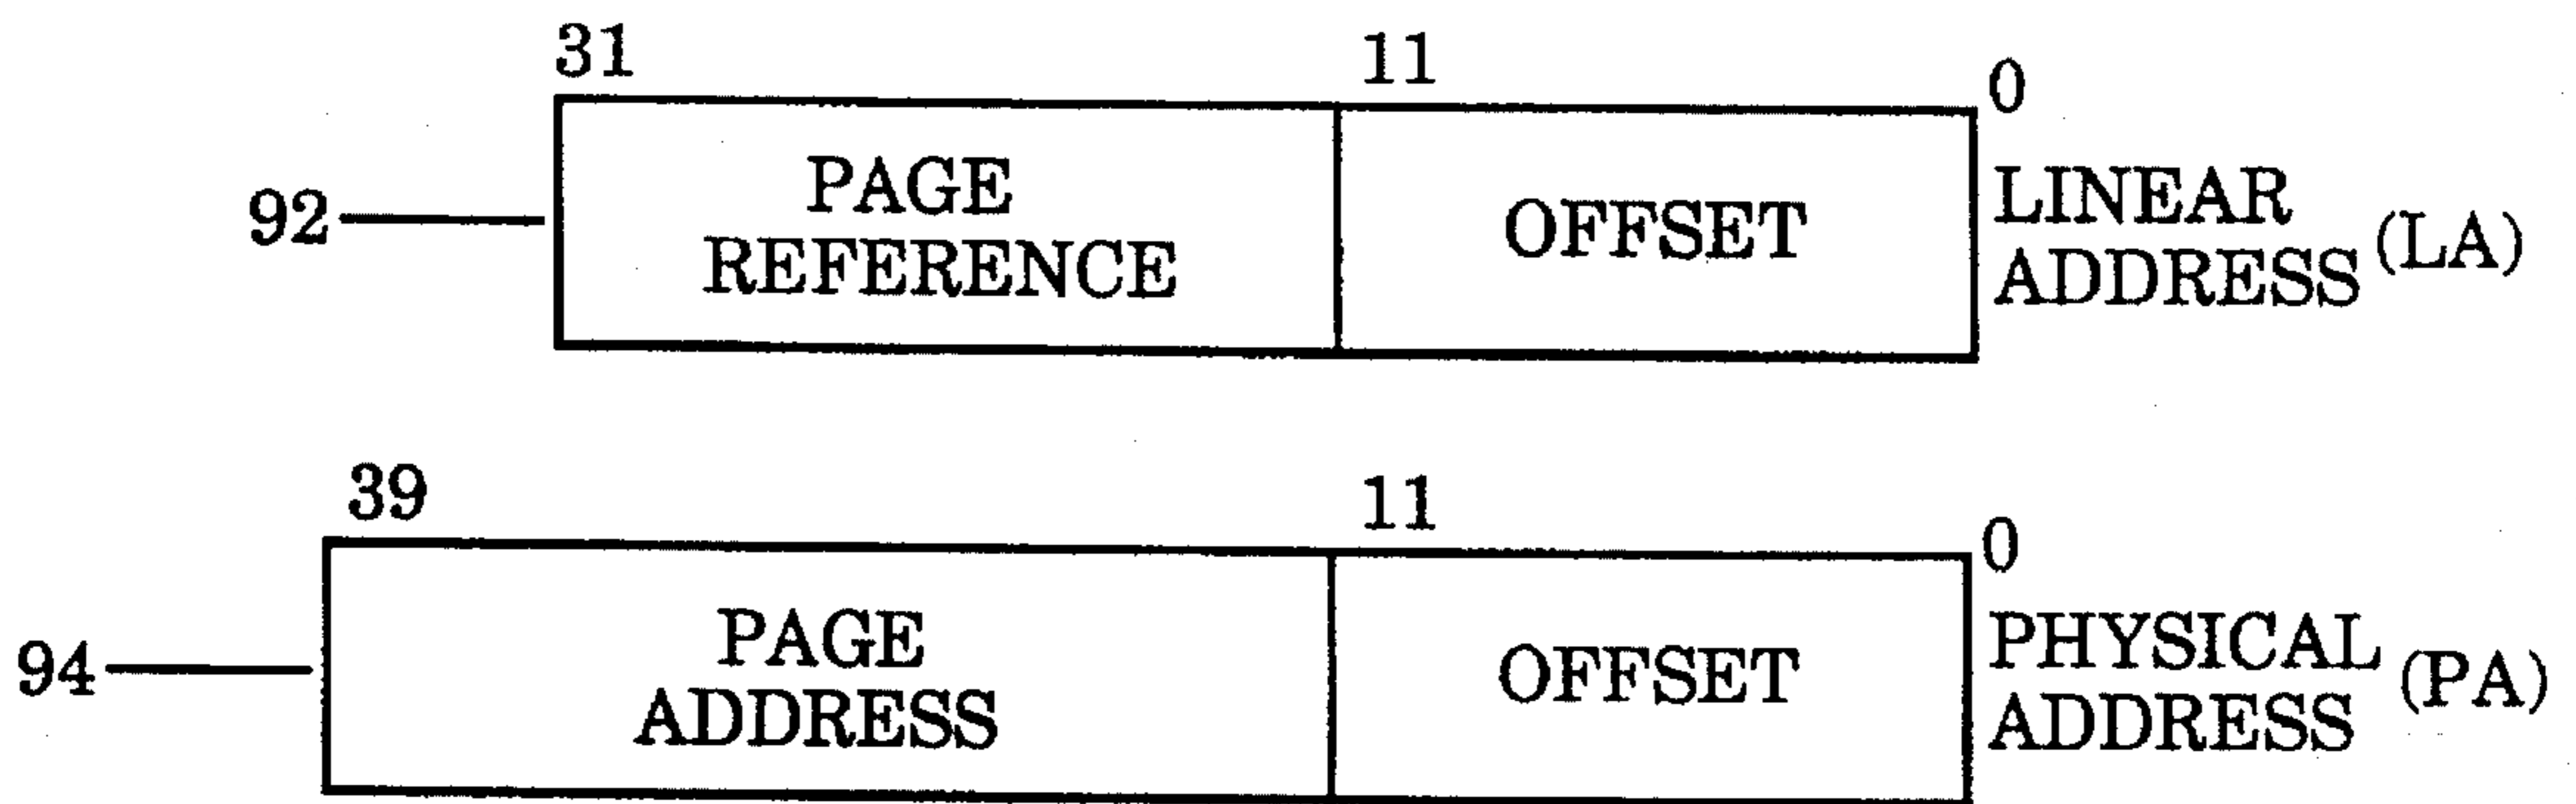 31 11 0
92
PAGE
REFERENCE
OFFSET
LINEAR
ADDRESS (LA)
39 11 0
94
PAGE
ADDRESS
OFFSET
PHYSICAL
ADDRESS (PA)